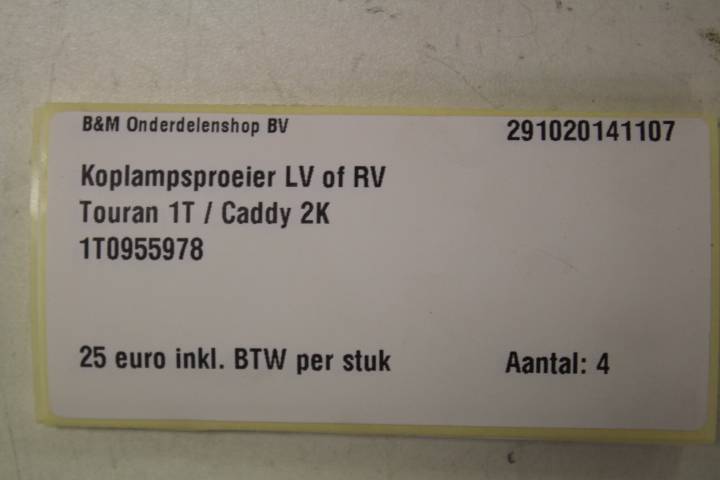 B&M Onderdelenshop BV 291020141107
Koplampsproeier LV of RV
Touran 1T / Caddy 2K
1T0955978
25 euro inkl. BTW per stuk Aantal: 4